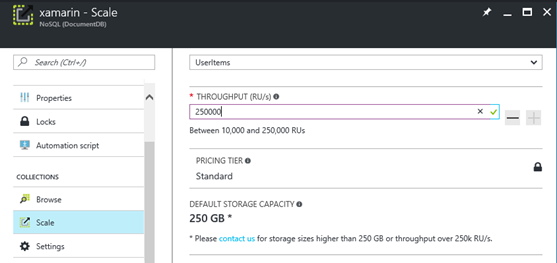 xamarin - Scale
NoSQL (DocumentDB)
Search (Ctrl+/)
Properties
Locks
Automation script
COLLECTIONS
Browse
Scale
Settings
UserItems
* THROUGHPUT (RU/s)
250000
Between 10,000 and 250,000 RUs
PRICING TIER
Standard
DEFAULT STORAGE CAPACITY
250 GB *
* Please contact us for storage sizes higher than 250 GB or throughput over 250k RU/s.